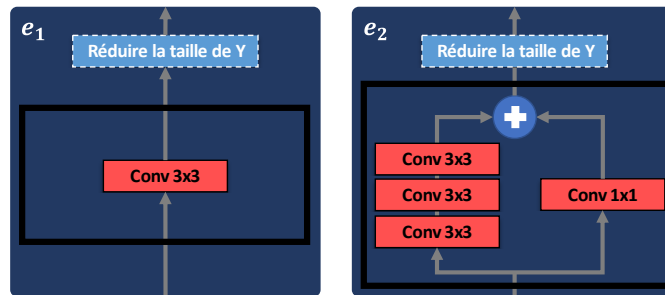 e₁
Réduire la taille de Y
Conv 3x3
e₂
Réduire la taille de Y
Conv 3x3
Conv 3x3
Conv 3x3
Conv 1x1